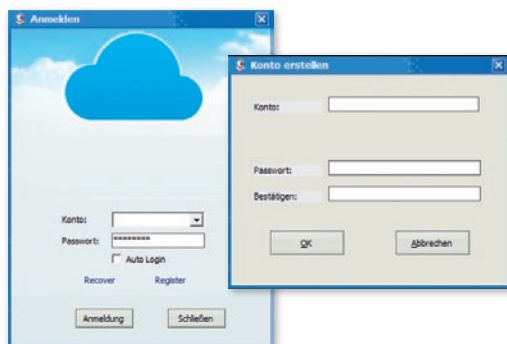 Anmelden
Konto:
Passwort: ********
Auto Login
Recover Register
Anmeldung Schließen
Konto erstellen
Konto:
Passwort:
Bestätigen:
OK Abbrechen